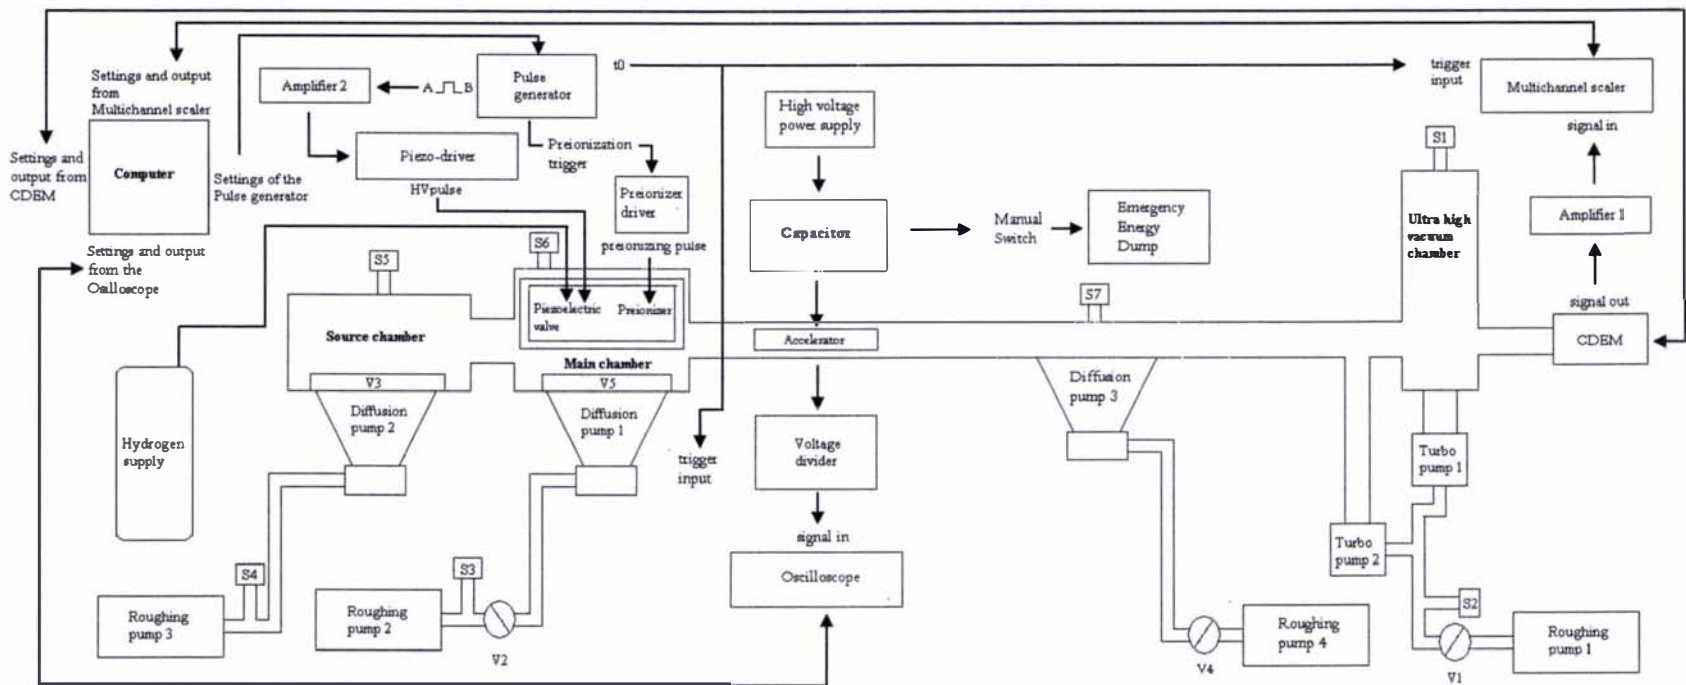 Settings and output
from
Multichannel scaler
Computer
Settings and
output from
CDEM
Settings of the
Pulse generator
Settings and output
from the
Osilloscope
Amplifier 2
A
B
Pulse
generator
t0
Piezo-driver
HVpulse
Preionization
trigger
Preionizer
driver
preionizing pulse
High voltage
power supply
Capacitor
Manual
Switch
Emergency
Energy
Dump
trigger
input
Multichannel scaler
signal in
Amplifier 1
signal out
CDEM
S1
Ultra high
vacuum
chamber
S5
S6
S7
Source chamber
Piezoelectric
valve
Preionizer
Main chamber
Accelerator
V3
V5
Diffusion
pump 2
Diffusion
pump 1
Diffusion
pump 3
Hydrogen
supply
trigger
input
Voltage
divider
signal in
Oscilloscope
Turbo
pump 1
Turbo
pump 2
S4
S3
S2
Roughing
pump 3
Roughing
pump 2
V2
Roughing
pump 4
V4
Roughing
pump 1
V1